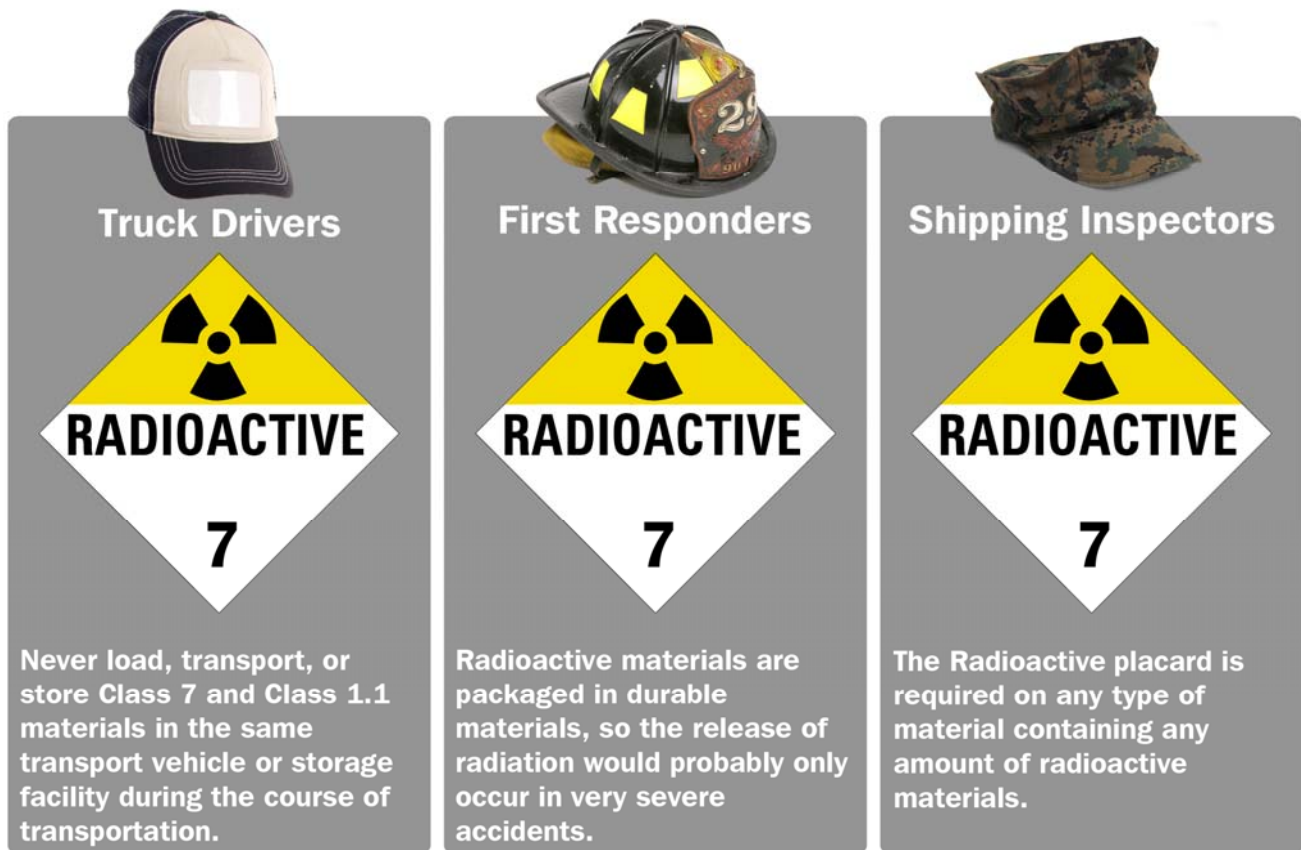 29
Truck Drivers
RADIOACTIVE
7
Never load, transport, or
store Class 7 and Class 1.1
materials in the same
transport vehicle or storage
facility during the course of
transportation.
First Responders
RADIOACTIVE
7
Radioactive materials are
packaged in durable
materials, so the release of
radiation would probably only
occur in very severe
accidents.
Shipping Inspectors
RADIOACTIVE
7
The Radioactive placard is
required on any type of
material containing any
amount of radioactive
materials.